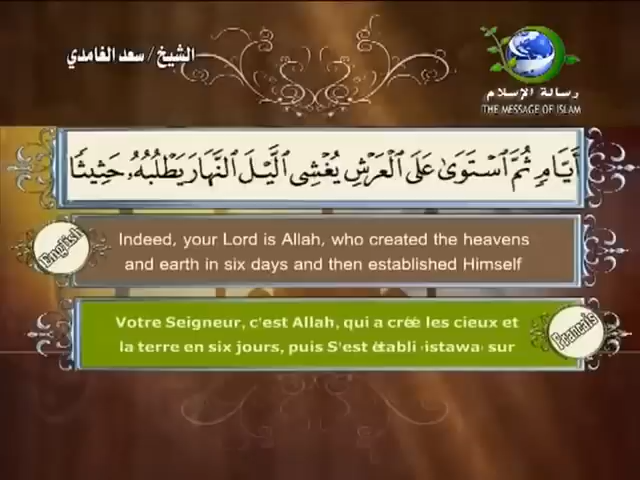 الشيخ/ سعد الغامدي
رسالة الإسلام
THE MESSAGE OF ISLAM
أَيَّامٍ ثُمَّ ٱسْتَوَىٰ عَلَى ٱلْعَرْشِ يُغْشِى ٱلَّيْلَ ٱلنَّهَارَ يَطْلُبُهُۥ حَثِيثًا
English
Indeed, your Lord is Allah, who created the heavens
and earth in six days and then established Himself
Votre Seigneur, c'est Allah, qui a créé les cieux et
la terre en six jours, puis S'est établi ‹istawa› sur
Francais